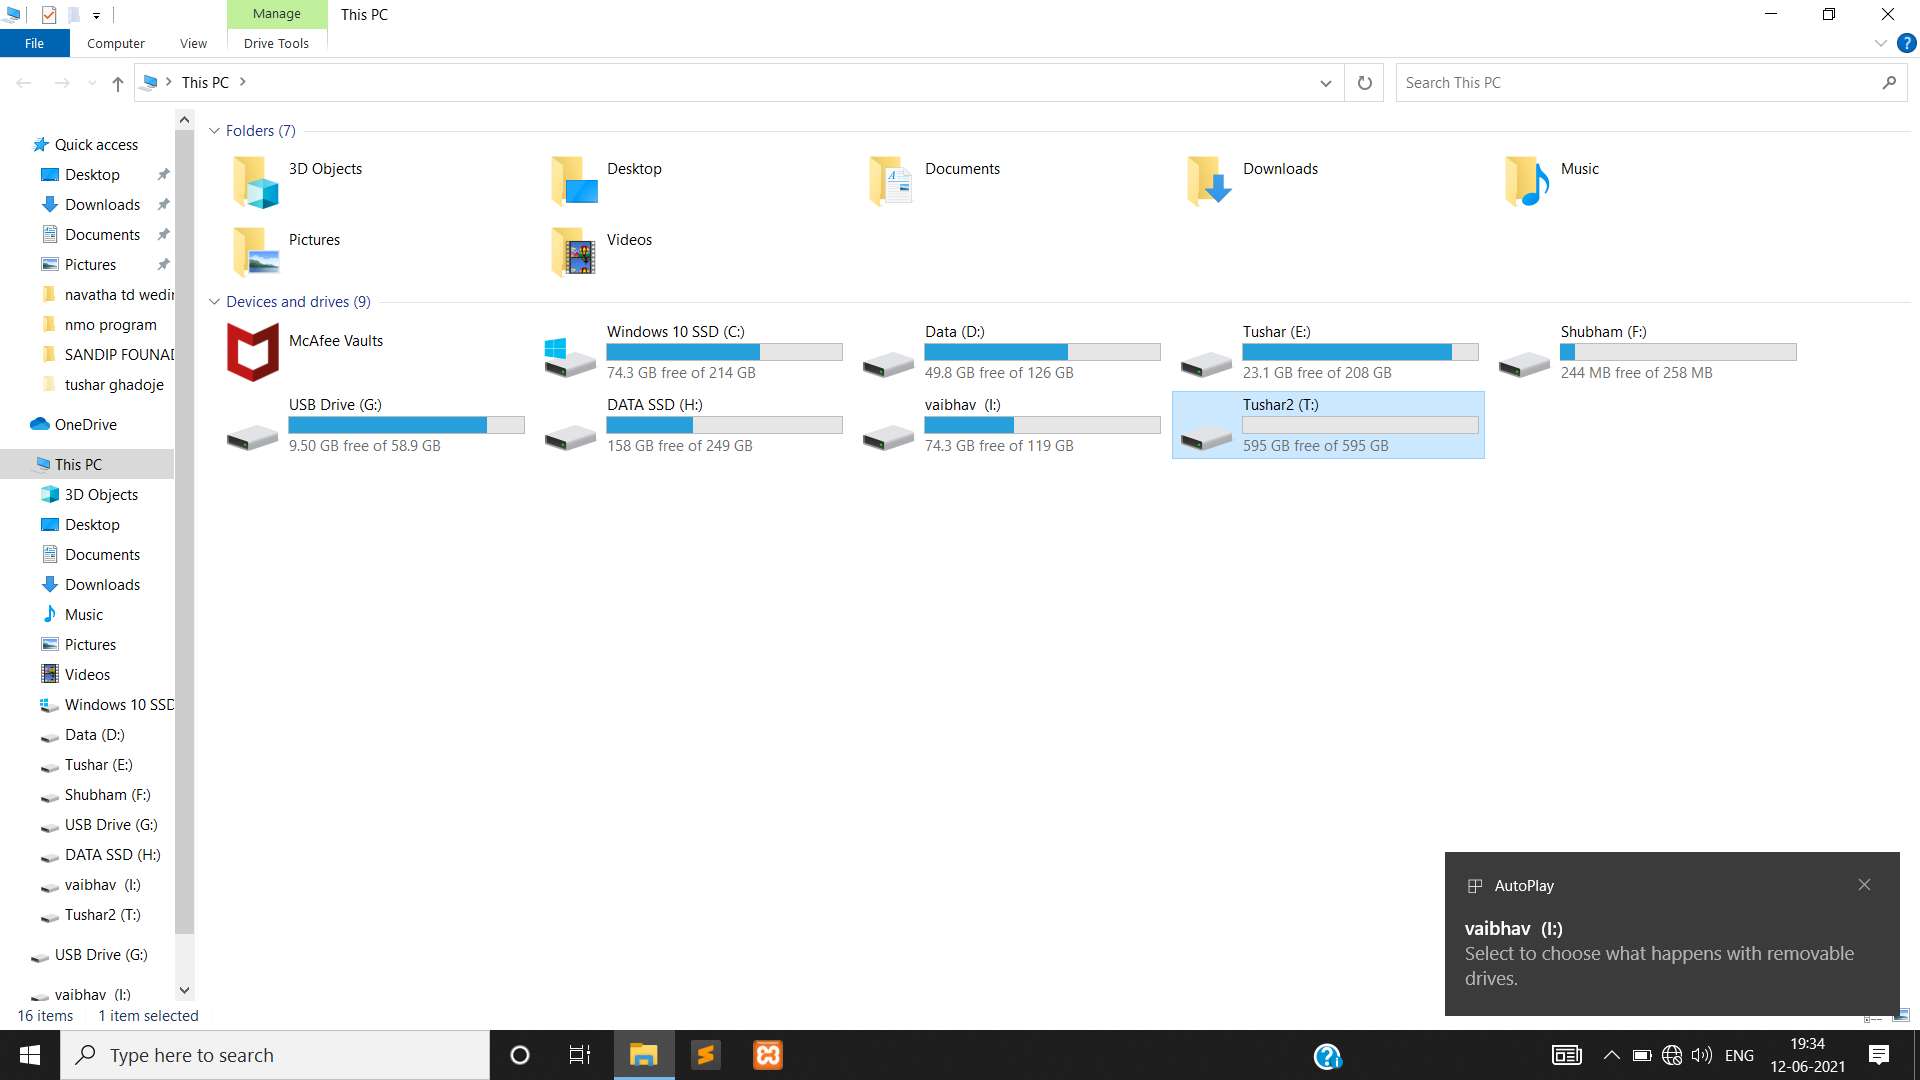 Manage
This PC
File
Computer
View
Drive Tools
This PC
Search This PC
Quick access
Desktop
Downloads
Documents
Pictures
navatha td wedin
nmo program
SANDIP FOUNAD
tushar ghadoje
OneDrive
This PC
3D Objects
Desktop
Documents
Downloads
Music
Pictures
Videos
Windows 10 SSD
Data (D:)
Tushar (E:)
Shubham (F:)
USB Drive (G:)
DATA SSD (H:)
vaibhav  (I:)
Tushar2 (T:)
USB Drive (G:)
vaibhav  (I:)
Folders (7)
3D Objects
Desktop
Documents
Downloads
Music
Pictures
Videos
Devices and drives (9)
McAfee Vaults
Windows 10 SSD (C:)
74.3 GB free of 214 GB
Data (D:)
49.8 GB free of 126 GB
Tushar (E:)
23.1 GB free of 208 GB
Shubham (F:)
244 MB free of 258 MB
USB Drive (G:)
9.50 GB free of 58.9 GB
DATA SSD (H:)
158 GB free of 249 GB
vaibhav  (I:)
74.3 GB free of 119 GB
Tushar2 (T:)
595 GB free of 595 GB
AutoPlay
vaibhav  (I:)
Select to choose what happens with removable
drives.
16 items
1 item selected
Type here to search
ENG
19:34
12-06-2021